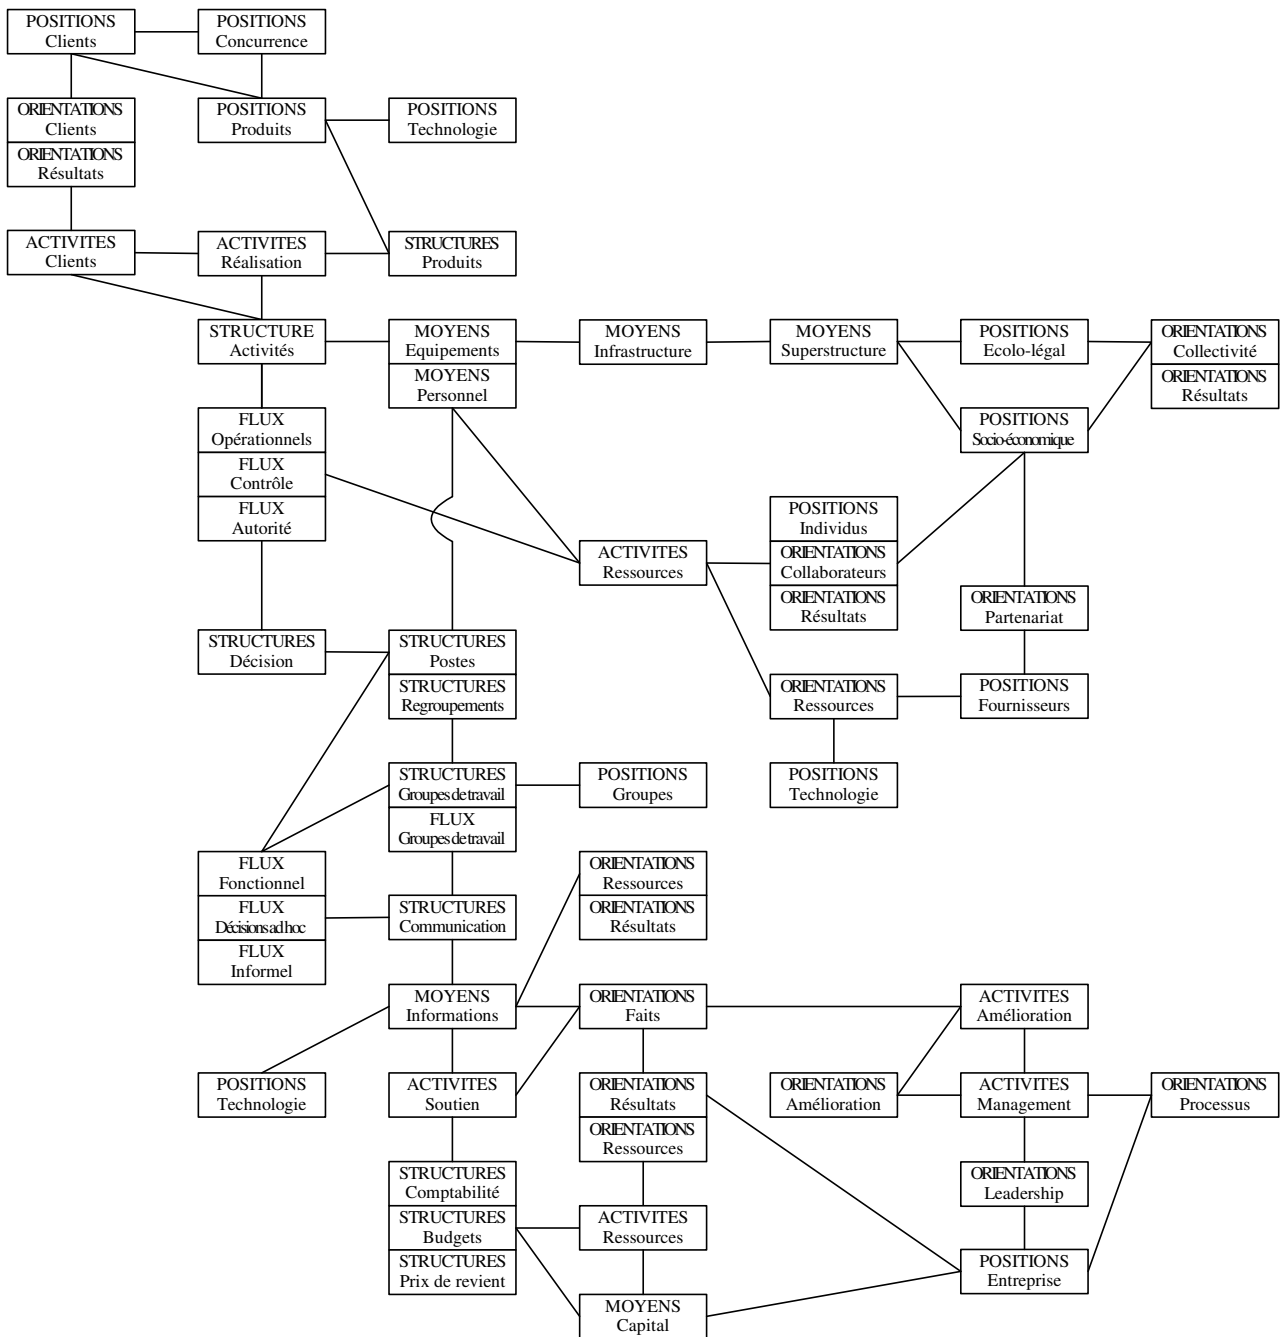 POSITIONS
Clients
POSITIONS
Concurrence
ORIENTATIONS
Clients
POSITIONS
Produits
POSITIONS
Technologie
ORIENTATIONS
Résultats
ACTIVITES
Clients
ACTIVITES
Réalisation
STRUCTURES
Produits
STRUCTURE
Activités
MOYENS
Equipements
MOYENS
Infrastructure
MOYENS
Superstructure
POSITIONS
Ecolo-légal
ORIENTATIONS
Collectivité
MOYENS
Personnel
ORIENTATIONS
Résultats
FLUX
Opérationnels
POSITIONS
Socio-économique
FLUX
Contrôle
FLUX
Autorité
POSITIONS
Individus
ACTIVITES
Ressources
ORIENTATIONS
Collaborateurs
ORIENTATIONS
Résultats
ORIENTATIONS
Partenariat
STRUCTURES
Décision
STRUCTURES
Postes
STRUCTURES
Regroupements
ORIENTATIONS
Ressources
POSITIONS
Fournisseurs
STRUCTURES
Groupes de travail
POSITIONS
Groupes
POSITIONS
Technologie
FLUX
Groupes de travail
FLUX
Fonctionnel
ORIENTATIONS
Ressources
FLUX
Décisions ad hoc
STRUCTURES
Communication
ORIENTATIONS
Résultats
FLUX
Informel
MOYENS
Informations
ORIENTATIONS
Faits
ACTIVITES
Amélioration
POSITIONS
Technologie
ACTIVITES
Soutien
ORIENTATIONS
Résultats
ORIENTATIONS
Amélioration
ACTIVITES
Management
ORIENTATIONS
Processus
ORIENTATIONS
Ressources
STRUCTURES
Comptabilité
ORIENTATIONS
Leadership
STRUCTURES
Budgets
ACTIVITES
Ressources
STRUCTURES
Prix de revient
POSITIONS
Entreprise
MOYENS
Capital